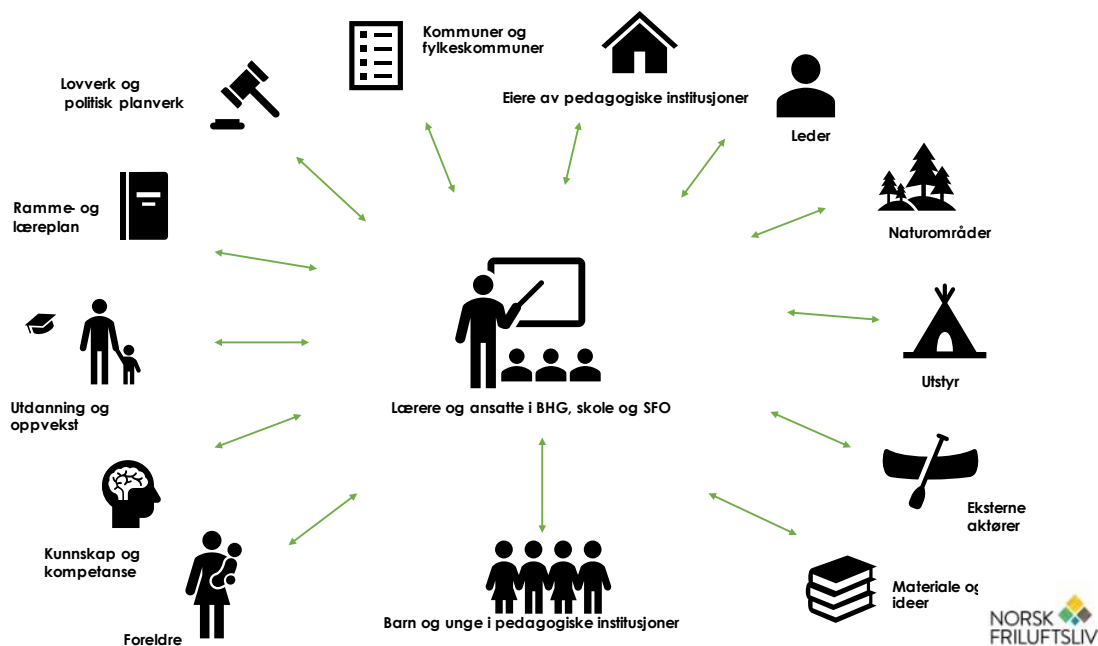 Kommuner og
fylkeskommuner
Lovverk og
politisk planverk
Eiere av pedagogiske institusjoner
Leder
Ramme- og
læreplan
Naturområder
Utdanning og
oppvekst
Lærere og ansatte i BHG, skole og SFO
Utstyr
Kunnskap og
kompetanse
Eksterne
aktører
Foreldre
Barn og unge i pedagogiske institusjoner
Materiale og
ideer
NORSK
FRILUFTSLIV